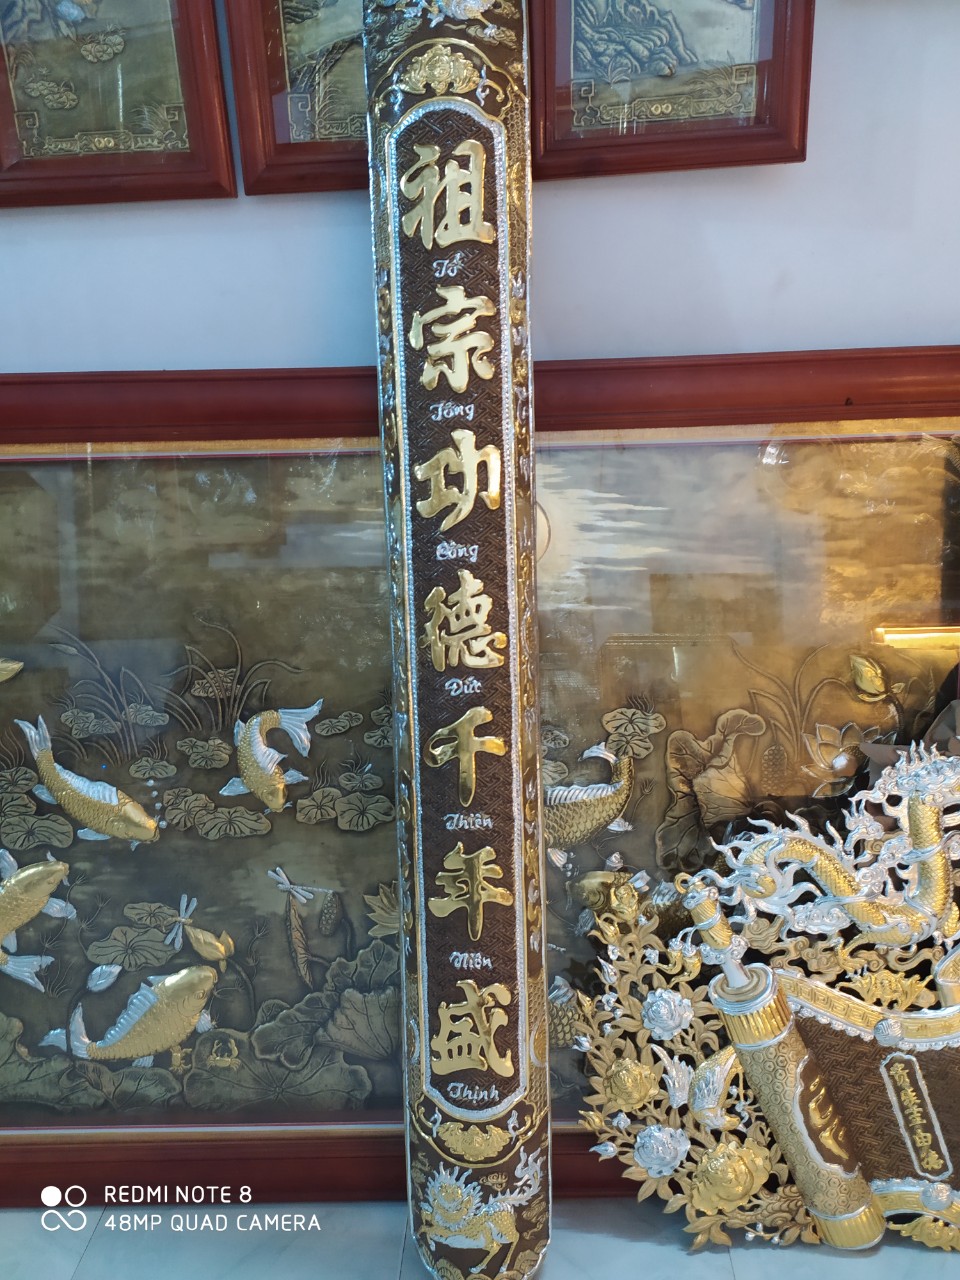 祖
Tổ
宗
Tông
功
Công
德
Đức
千
Thiên
年
Niên
盛
Thịnh
REDMI NOTE 8
48MP QUAD CAMERA